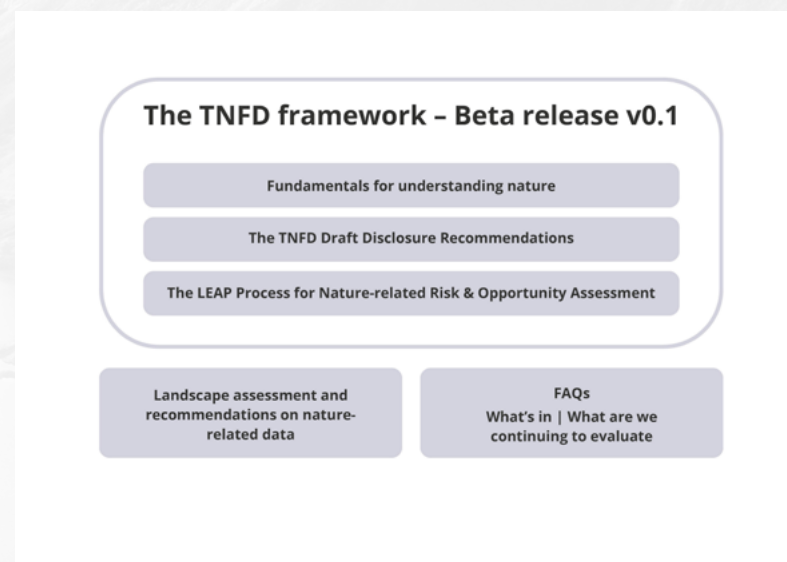 The TNFD framework – Beta release v0.1
Fundamentals for understanding nature
The TNFD Draft Disclosure Recommendations
The LEAP Process for Nature-related Risk & Opportunity Assessment
Landscape assessment and
recommendations on nature-
related data
FAQs
What’s in | What are we
continuing to evaluate